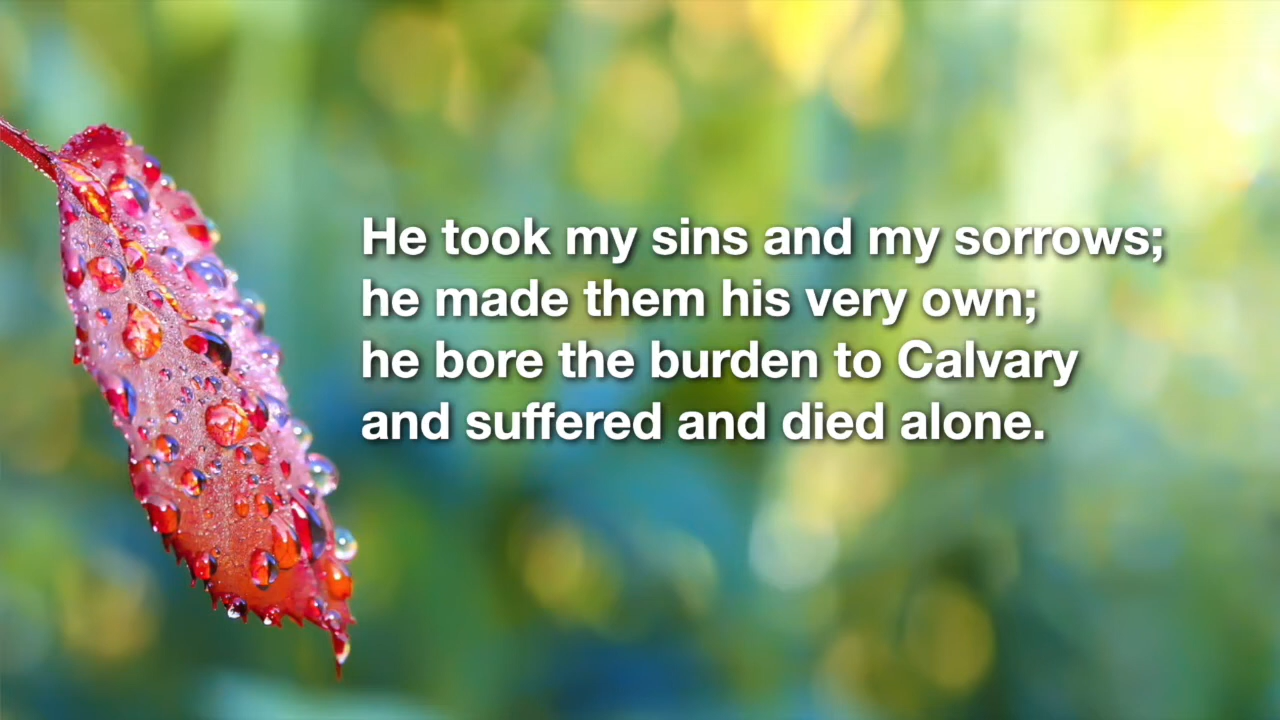 He took my sins and my sorrows;
he made them his very own;
he bore the burden to Calvary
and suffered and died alone.